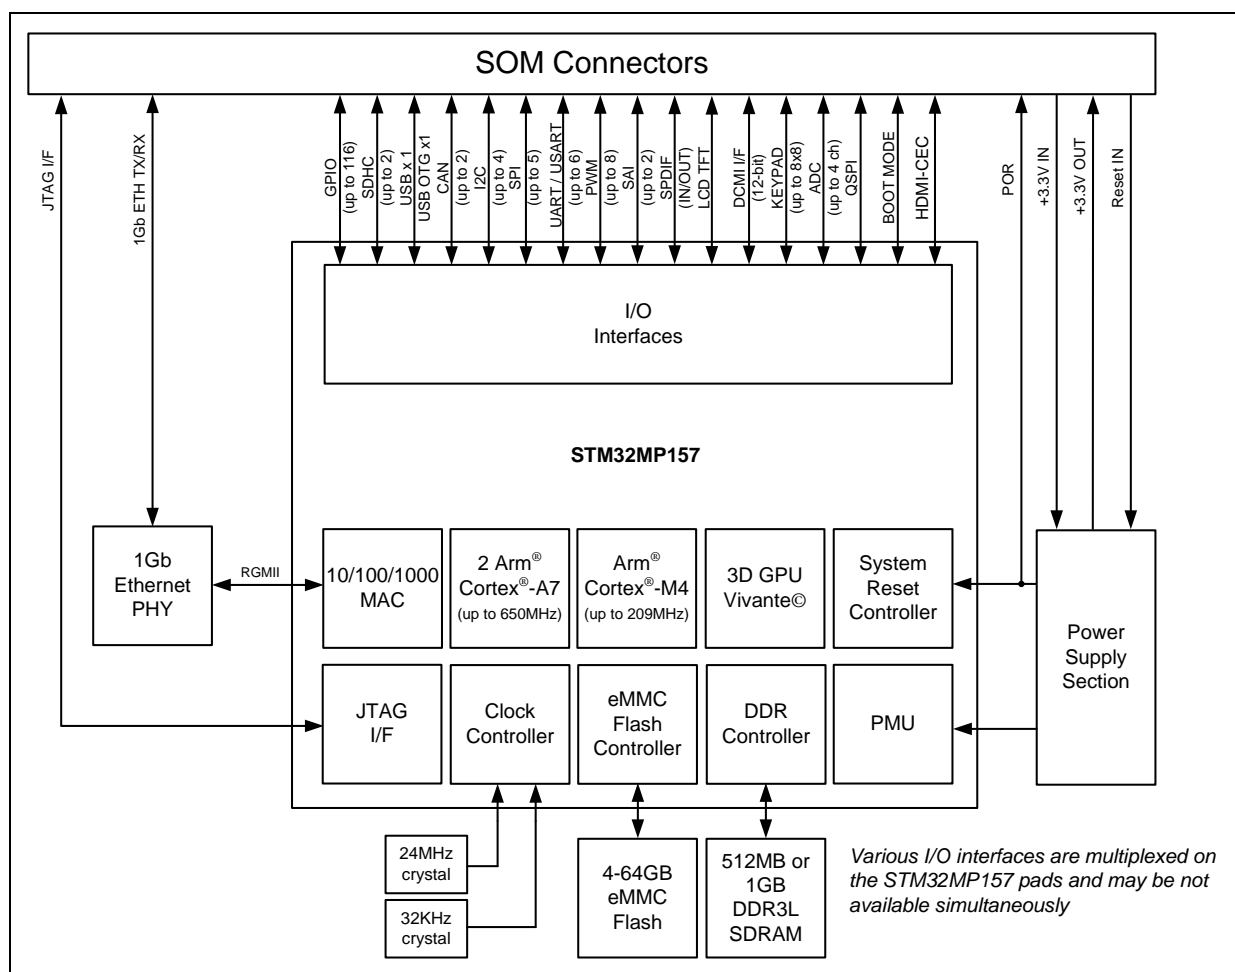 SOM Connectors
JTAG I/F
1Gb ETH TX/RX
GPIO
(up to 116)
SDHC
(up to 2)
USB x 1
USB OTG x1
CAN
(up to 2)
I2C
(up to 4)
SPI
(up to 5)
UART / USART
(up to 6)
PWM
(up to 8)
SAI
(up to 2)
SPDIF
(IN/OUT)
LCD TFT
DCMI I/F
(12-bit)
KEYPAD
(up to 8x8)
ADC
(up to 4 ch)
QSPI
BOOT MODE
HDMI-CEC
POR
+3.3V IN
+3.3V OUT
Reset IN
I/O
Interfaces
STM32MP157
1Gb
Ethernet
PHY
RGMII
10/100/1000
MAC
2 Arm®
Cortex®-A7
(up to 650MHz)
Arm®
Cortex®-M4
(up to 209MHz)
3D GPU
Vivante©
System
Reset
Controller
Power
Supply
Section
JTAG
I/F
Clock
Controller
eMMC
Flash
Controller
DDR
Controller
PMU
24MHz
crystal
32KHz
crystal
4-64GB
eMMC
Flash
512MB or
1GB
DDR3L
SDRAM
Various I/O interfaces are multiplexed on
the STM32MP157 pads and may be not
available simultaneously